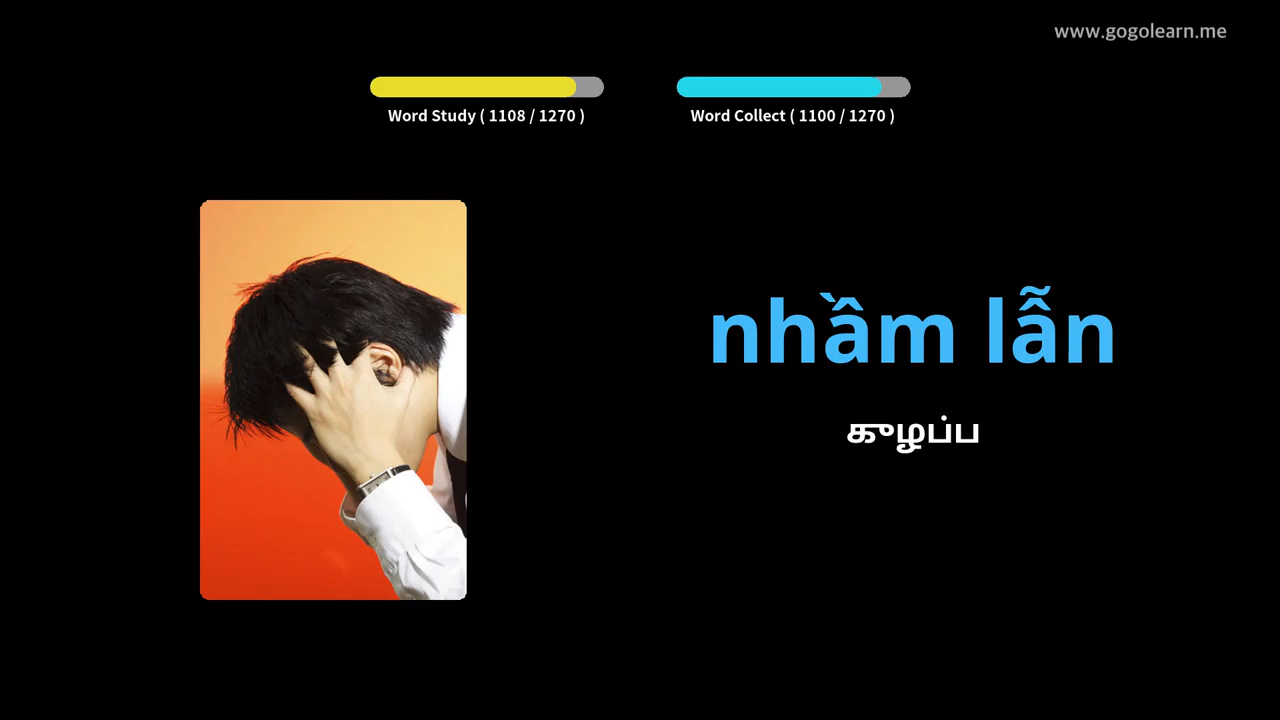 www.gogolearn.me
Word Study ( 1108 / 1270 )
Word Collect ( 1100 / 1270 )
nhầm lẫn
குழப்ப